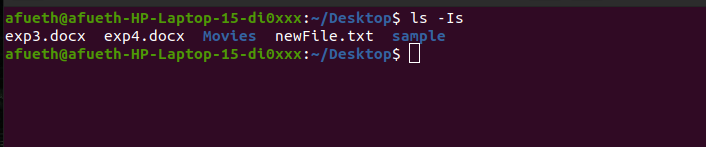 afueth@afueth-HP-Laptop-15-di0xxx:~/Desktop$ ls -Is
exp3.docx  exp4.docx  Movies  newFile.txt  sample
afueth@afueth-HP-Laptop-15-di0xxx:~/Desktop$